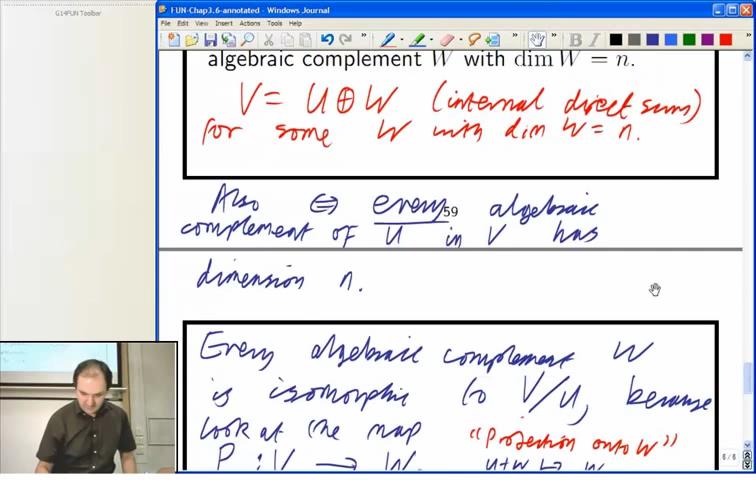 G14FUN Toolbar
FUN-Chap3.6-annotated - Windows Journal
File Edit View Insert Actions Tools Help
B I
algebraic complement W with dim W = n.
V = U ⊕ W (internal direct sum)
for some W with dim W = n.
Also ⇔ every algebraic
59
complement of U in V has
dimension n.
Every algebraic complement W
is isomorphic to V/U, because
look at the map "Projection onto W"
P : V → W, u+w ↦ w
6/6